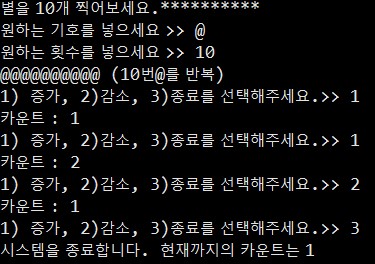 별을 10개 찍어보세요.**********
원하는 기호를 넣으세요 >> @
원하는 횟수를 넣으세요 >> 10
@@@@@@@@@@ (10번@를 반복)
1) 증가, 2)감소, 3)종료를 선택해주세요.>> 1
카운트 : 1
1) 증가, 2)감소, 3)종료를 선택해주세요.>> 1
카운트 : 2
1) 증가, 2)감소, 3)종료를 선택해주세요.>> 2
카운트 : 1
1) 증가, 2)감소, 3)종료를 선택해주세요.>> 3
시스템을 종료합니다. 현재까지의 카운트는 1